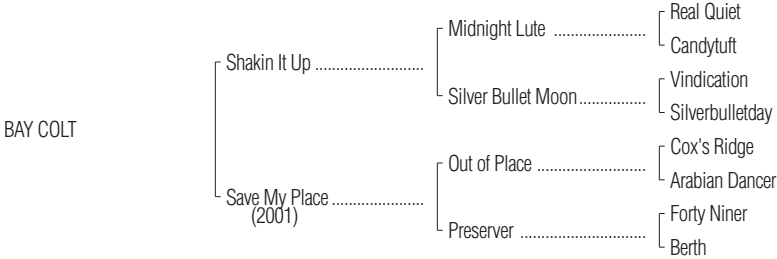 Real Quiet
Midnight Lute ......................
Candytuft
Shakin It Up ..........................
Vindication
Silver Bullet Moon................
Silverbulletday
BAY COLT
Cox's Ridge
Out of Place ..........................
Arabian Dancer
Save My Place ......................
(2001)
Forty Niner
Preserver ..............................
Berth